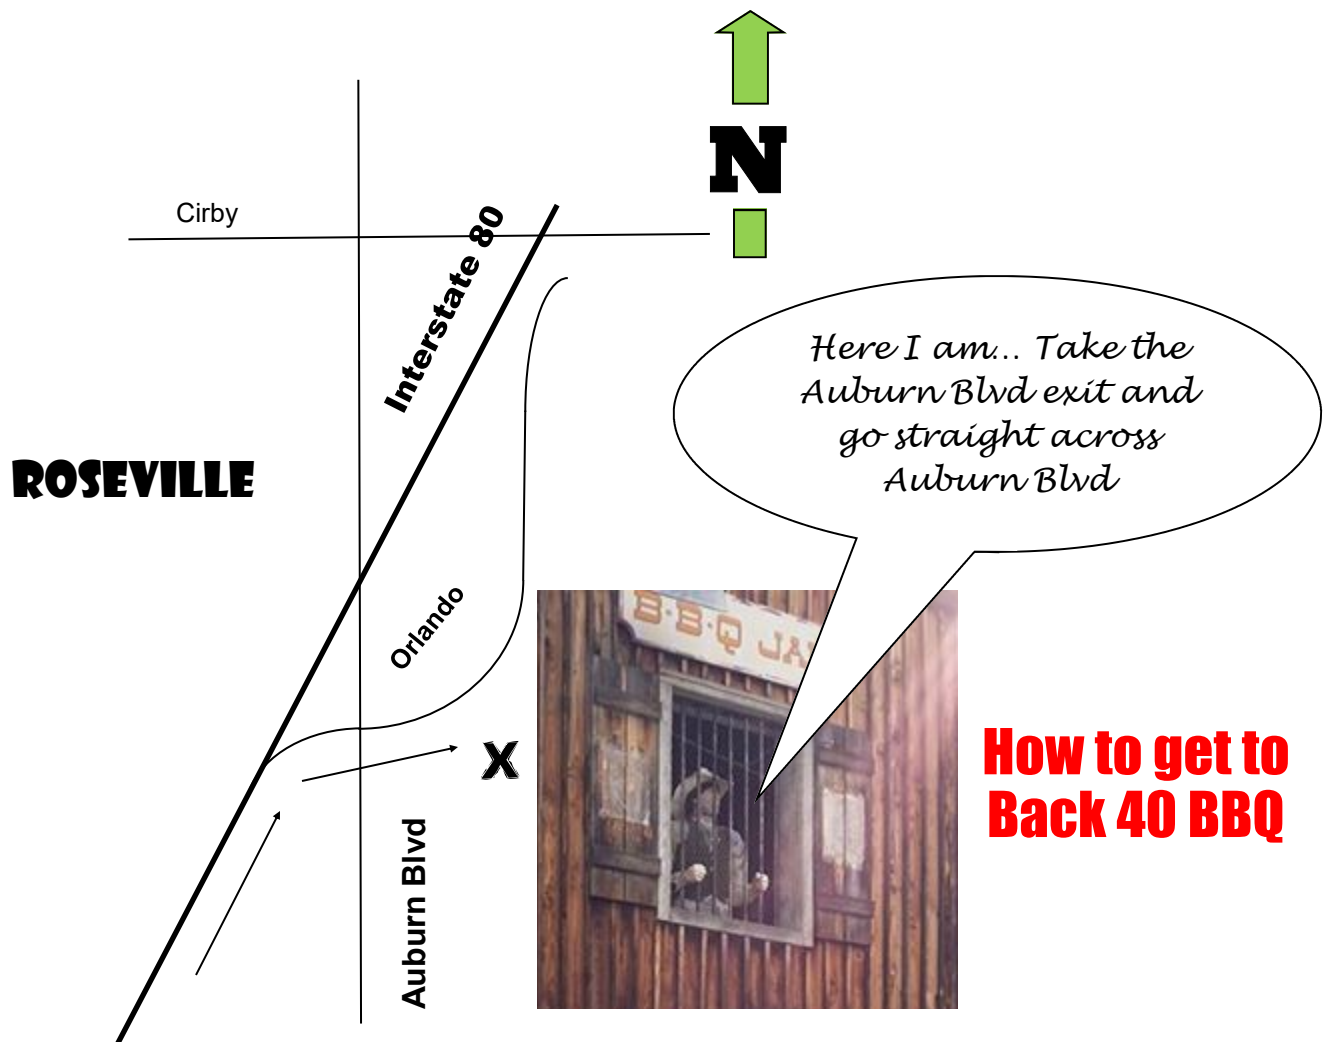 N
Cirby
Interstate 80
Here I am... Take the
Auburn Blvd exit and
go straight across
Auburn Blvd
ROSEVILLE
Orlando
B·B·Q JA
X
How to get to
Back 40 BBQ
Auburn Blvd